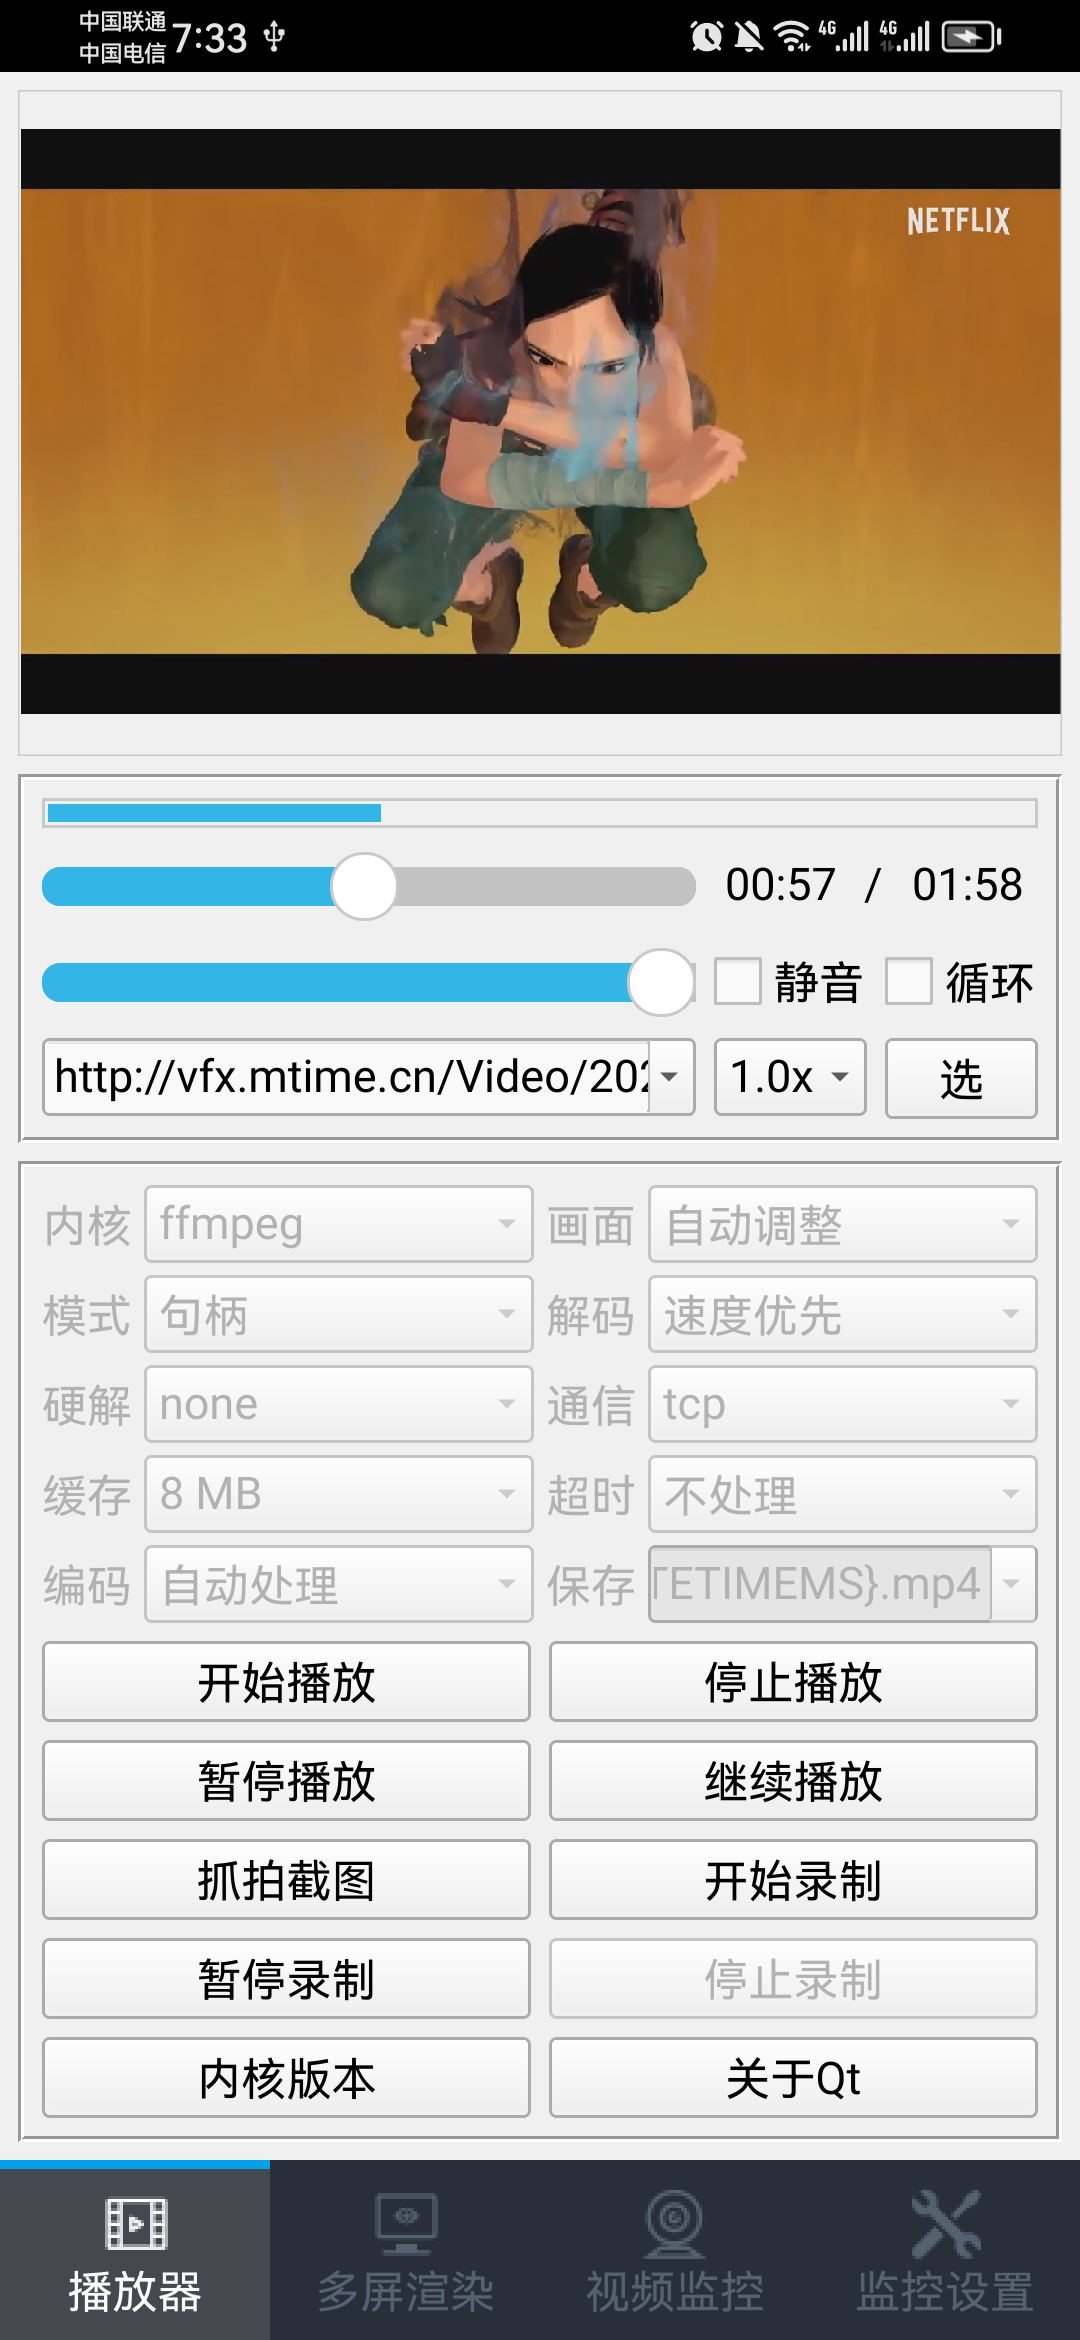 中国联通
中国电信
7:33
4G 4G
NETFLIX
00:57 / 01:58
静音 循环
http://vfx.mtime.cn/Video/202 1.0x 选
内核 ffmpeg 画面 自动调整
模式 句柄 解码 速度优先
硬解 none 通信 tcp
缓存 8 MB 超时 不处理
编码 自动处理 保存 TETIMEMS}.mp4
开始播放 停止播放
暂停播放 继续播放
抓拍截图 开始录制
暂停录制 停止录制
内核版本 关于Qt
播放器 多屏渲染 视频监控 监控设置